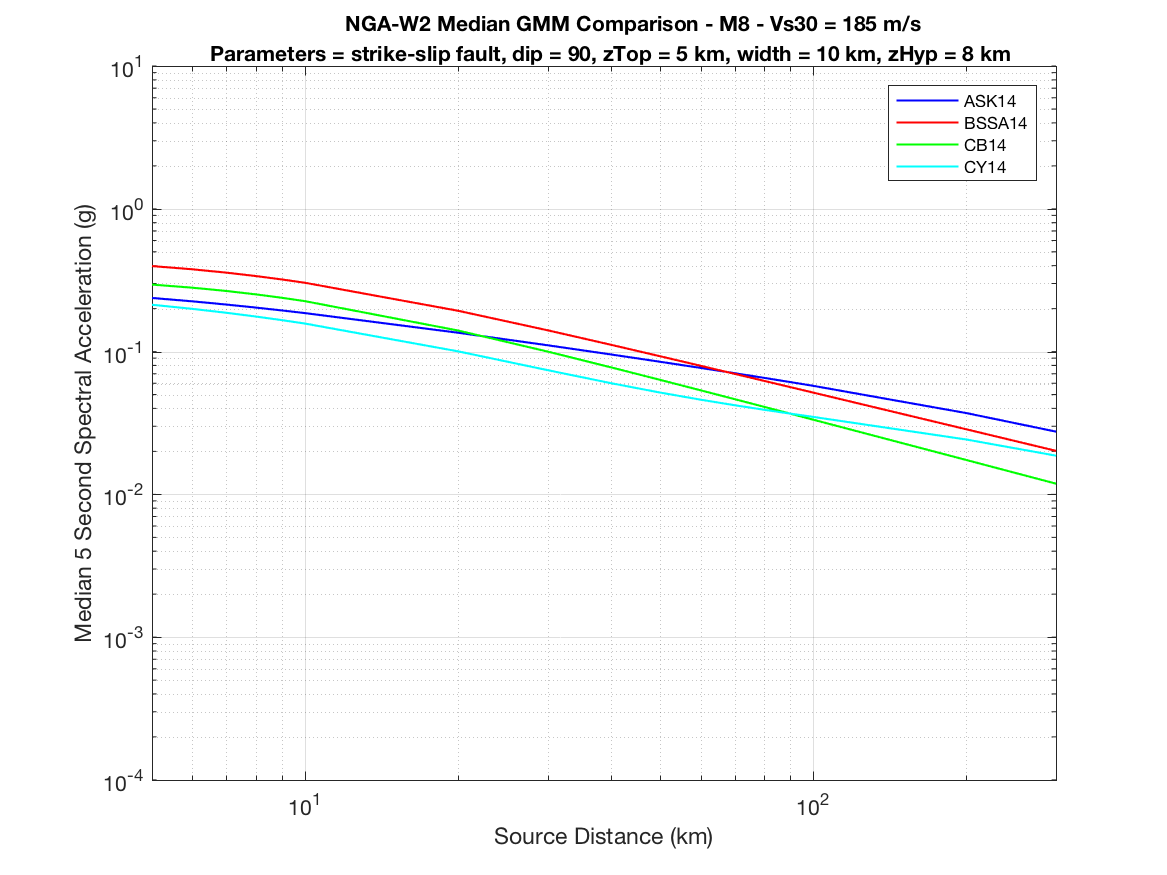 NGA-W2 Median GMM Comparison - M8 - Vs30 = 185 m/s
Parameters = strike-slip fault, dip = 90, zTop = 5 km, width = 10 km, zHyp = 8 km
ASK14
BSSA14
CB14
CY14
Median 5 Second Spectral Acceleration (g)
10^1
10^0
10^-1
10^-2
10^-3
10^-4
10^1
10^2
Source Distance (km)